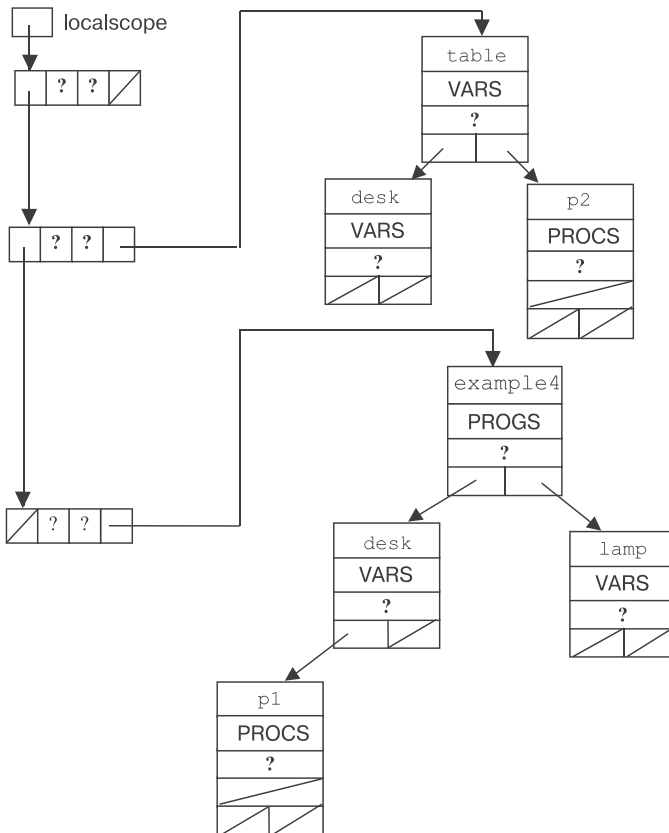 localscope
? ?
table
VARS
?
desk
VARS
?
p2
PROCS
?
? ?
example4
PROGS
?
? ?
desk
VARS
?
lamp
VARS
?
p1
PROCS
?